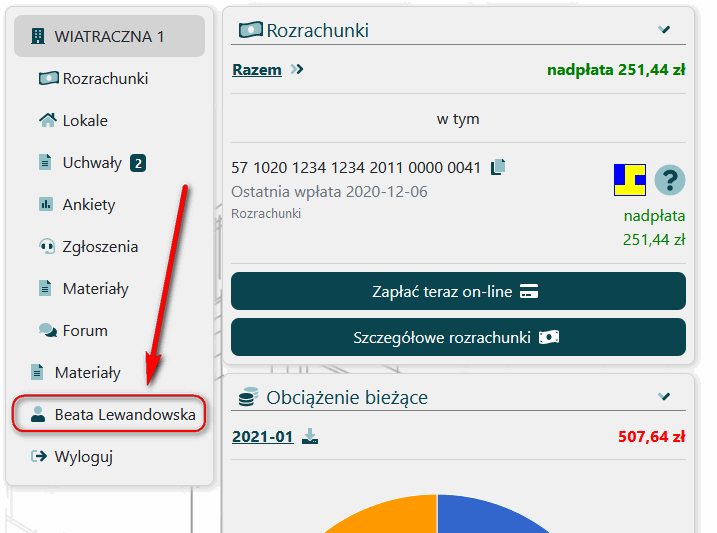 WIATRACZNA 1
Rozrachunki
Lokale
Uchwały 2
Ankiety
Zgłoszenia
Materiały
Forum
Materiały
Beata Lewandowska
Wyloguj
Rozrachunki
Razem »
nadpłata 251,44 zł
w tym
57 1020 1234 1234 2011 0000 0041
Ostatnia wpłata 2020-12-06
Rozrachunki
?
nadpłata
251,44 zł
Zapłać teraz on-line
Szczegółowe rozrachunki
Obciążenie bieżące
2021-01
507,64 zł